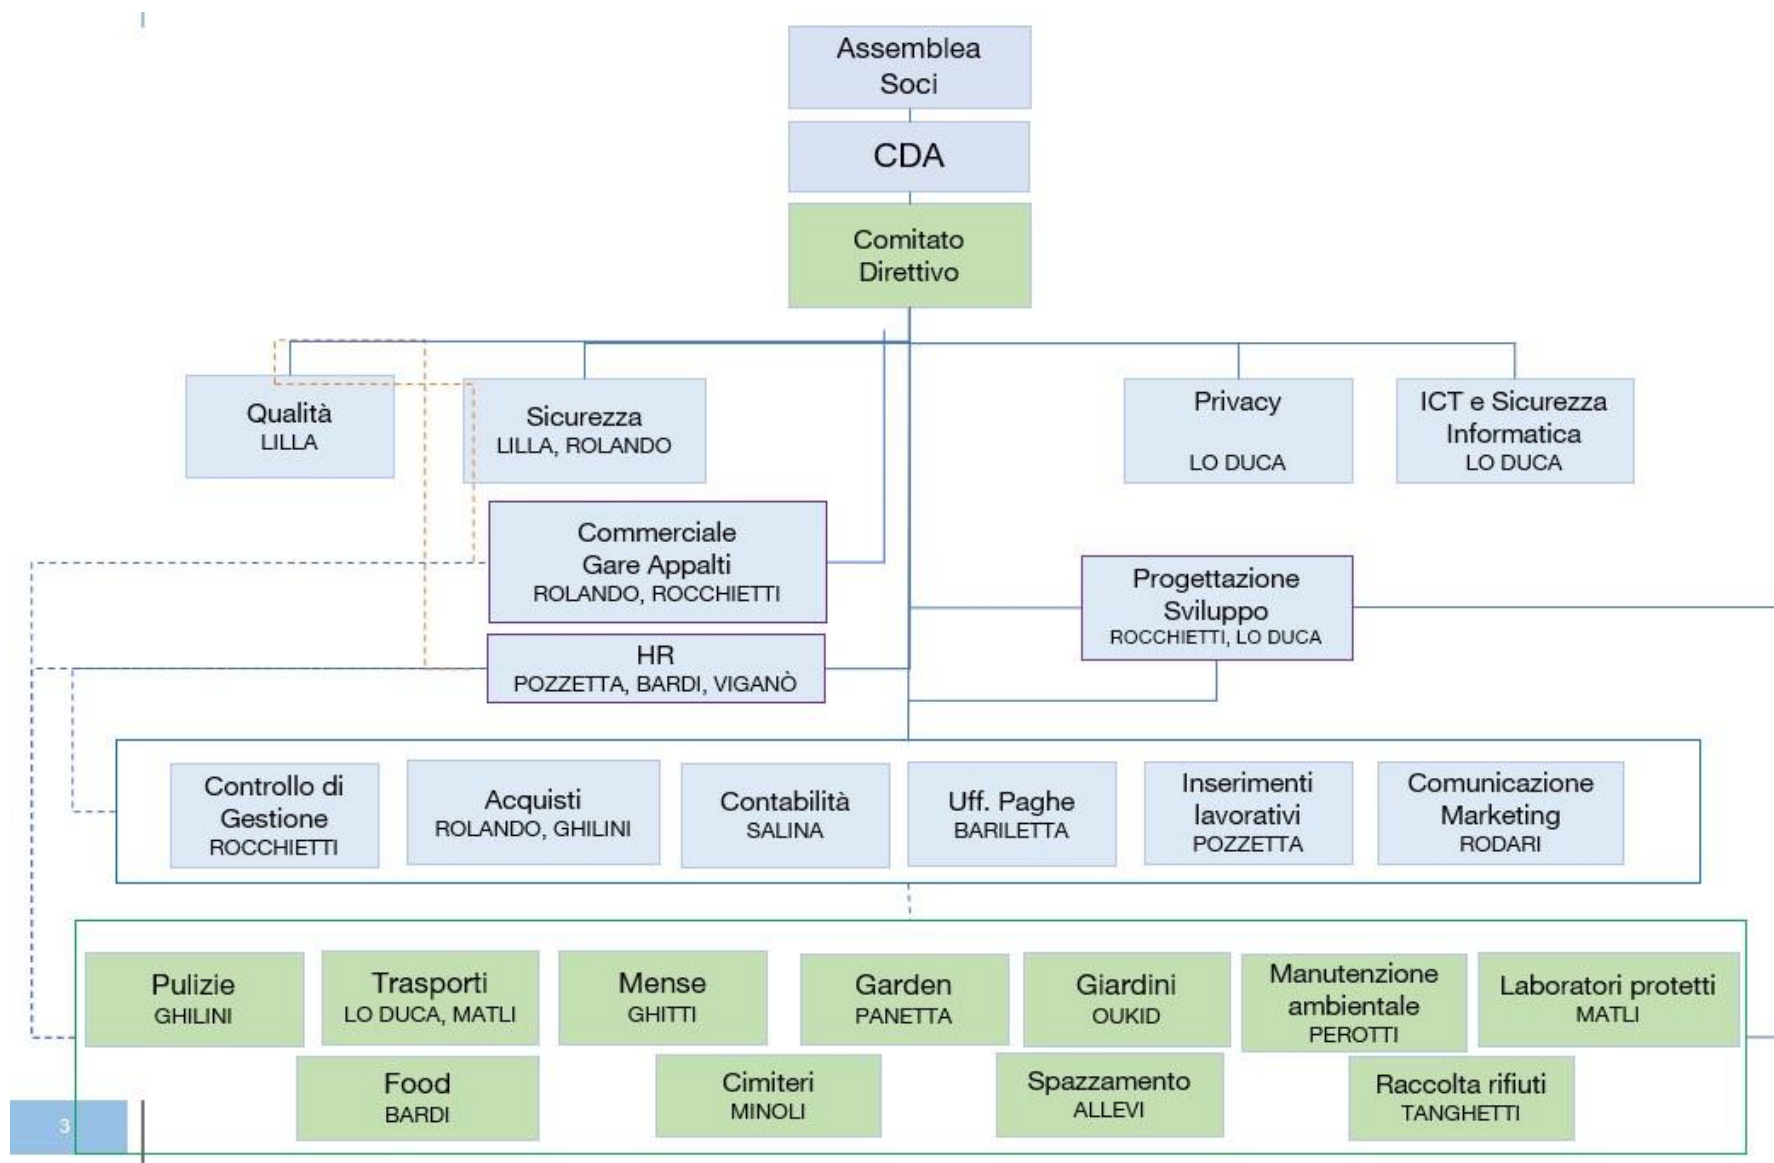 Assemblea
Soci
CDA
Comitato
Direttivo
Qualità
LILLA
Sicurezza
LILLA, ROLANDO
Privacy
LO DUCA
ICT e Sicurezza
Informatica
LO DUCA
Commerciale
Gare Appalti
ROLANDO, ROCCHIETTI
Progettazione
Sviluppo
ROCCHIETTI, LO DUCA
HR
POZZETTA, BARDI, VIGANÒ
Controllo di
Gestione
ROCCHIETTI
Acquisti
ROLANDO, GHILINI
Contabilità
SALINA
Uff. Paghe
BARILETTA
Inserimenti
lavorativi
POZZETTA
Comunicazione
Marketing
RODARI
Pulizie
GHILINI
Trasporti
LO DUCA, MATLI
Mense
GHITTI
Garden
PANETTA
Giardini
OUKID
Manutenzione
ambientale
PEROTTI
Laboratori protetti
MATLI
Food
BARDI
Cimiteri
MINOLI
Spazzamento
ALLEVI
Raccolta rifiuti
TANGHETTI
3